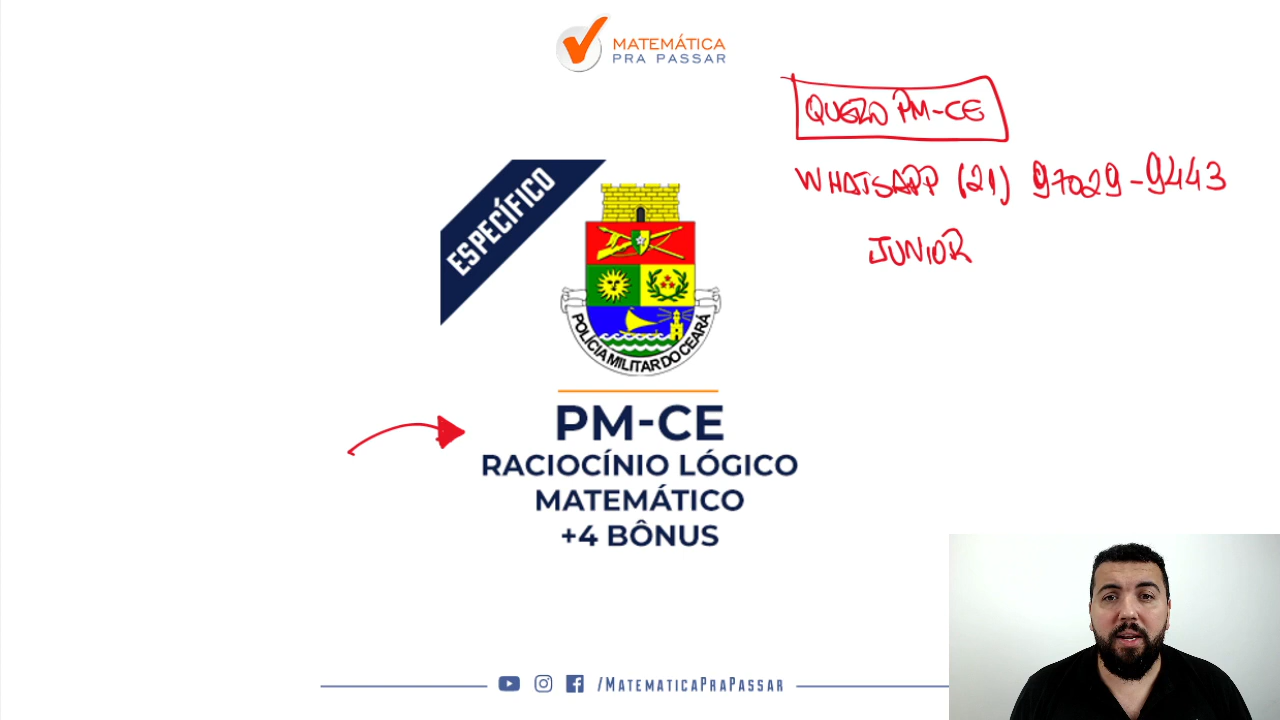 MATEMÁTICA
PRA PASSAR
QUERO PM-CE
WHATSAPP (21) 97029-9443
JUNIOR
ESPECÍFICO
POLÍCIA MILITAR DO CEARÁ
PM-CE
RACIOCÍNIO LÓGICO
MATEMÁTICO
+4 BÔNUS
/MATEMATICAPRAPASSAR